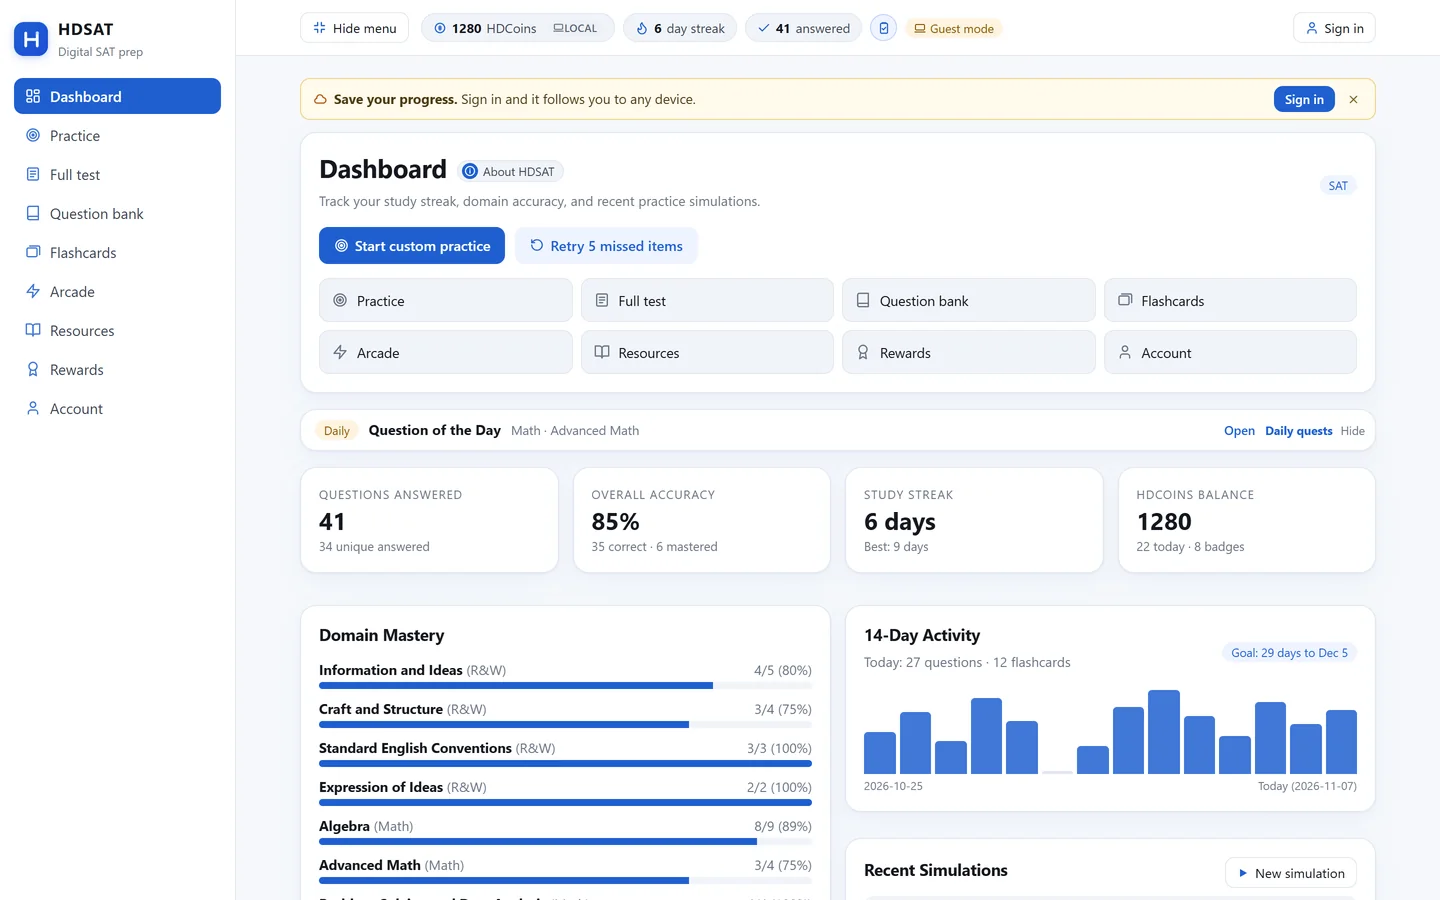 HDSAT
Digital SAT prep
Dashboard
Practice
Full test
Question bank
Flashcards
Arcade
Resources
Rewards
Account
Hide menu
1280 HDCoins LOCAL
6 day streak
41 answered
Guest mode
Sign in
Save your progress. Sign in and it follows you to any device.
Sign in
Dashboard
About HDSAT
SAT
Track your study streak, domain accuracy, and recent practice simulations.
Start custom practice
Retry 5 missed items
Practice
Full test
Question bank
Flashcards
Arcade
Resources
Rewards
Account
Daily Question of the Day Math · Advanced Math
Open Daily quests Hide
QUESTIONS ANSWERED
41
34 unique answered
OVERALL ACCURACY
85%
35 correct · 6 mastered
STUDY STREAK
6 days
Best: 9 days
HDCOINS BALANCE
1280
22 today · 8 badges
Domain Mastery
Information and Ideas (R&W) 4/5 (80%)
Craft and Structure (R&W) 3/4 (75%)
Standard English Conventions (R&W) 3/3 (100%)
Expression of Ideas (R&W) 2/2 (100%)
Algebra (Math) 8/9 (89%)
Advanced Math (Math) 3/4 (75%)
14-Day Activity
Today: 27 questions · 12 flashcards
Goal: 29 days to Dec 5
2026-10-25
Today (2026-11-07)
Recent Simulations
New simulation